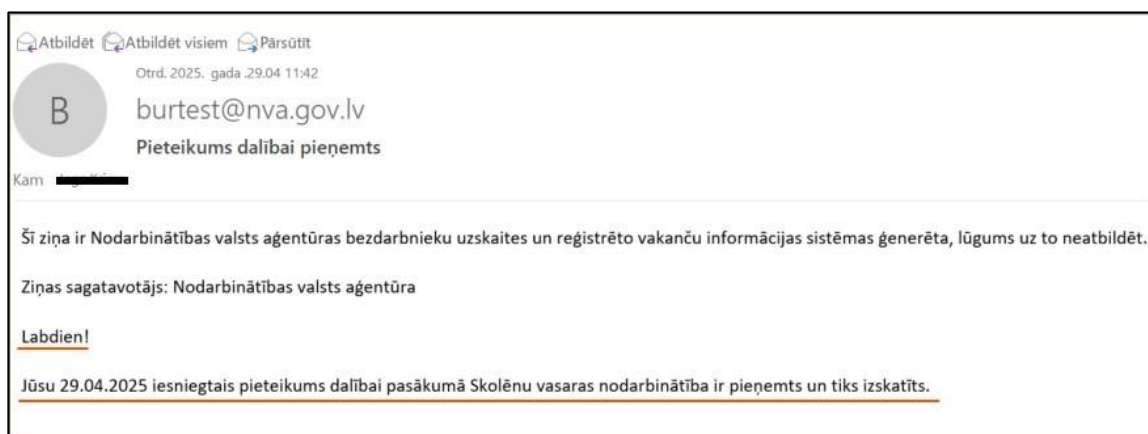 Atbildēt Atbildēt visiem Pārsūtīt
Otrd. 2025. gada .29.04 11:42
B
burtest@nva.gov.lv
Pieteikums dalībai pieņemts
Kam
Šī ziņa ir Nodarbinātības valsts aģentūras bezdarbnieku uzskaites un reģistrēto vakanču informācijas sistēmas ģenerēta, lūgums uz to neatbildēt.
Ziņas sagatavotājs: Nodarbinātības valsts aģentūra
Labdien!
Jūsu 29.04.2025 iesniegtais pieteikums dalībai pasākumā Skolēnu vasaras nodarbinātība ir pieņemts un tiks izskatīts.